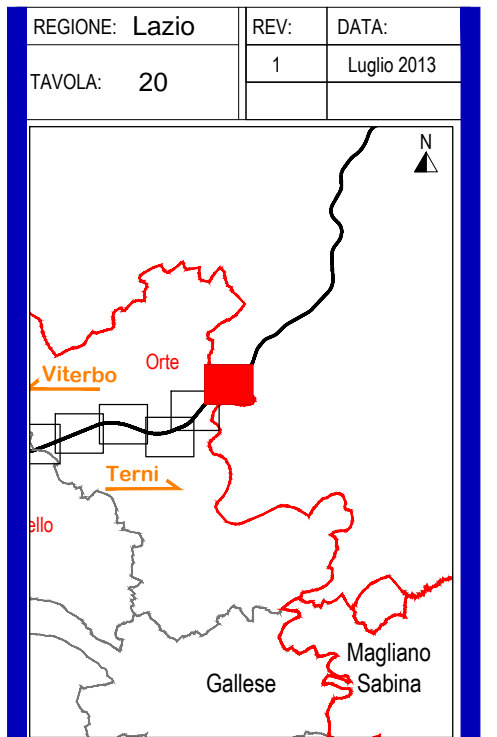 REGIONE: Lazio
REV:
DATA:
TAVOLA: 20
1
Luglio 2013
N
Orte
Viterbo
Terni
ello
Magliano
Sabina
Gallese